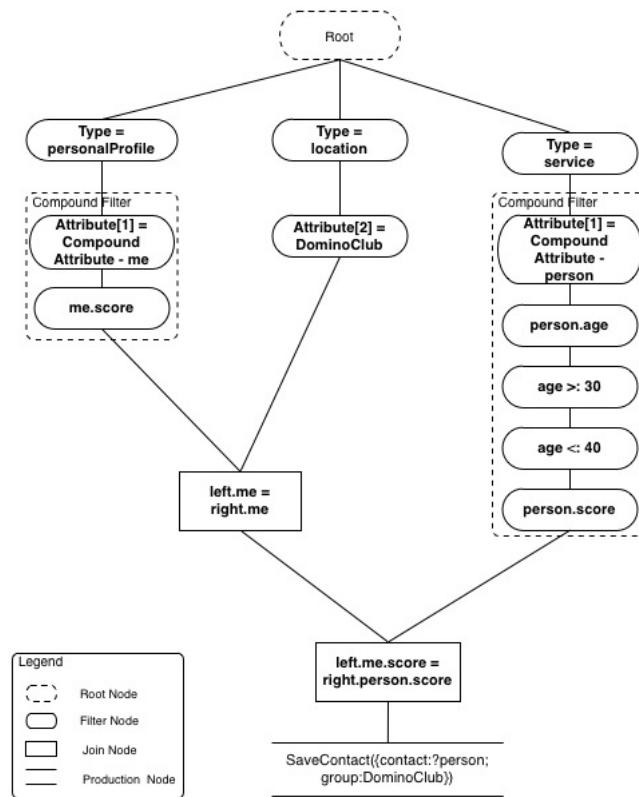 Root
Type =
personalProfile
Type =
location
Type =
service
Compound Filter
Attribute[1] =
Compound
Attribute - me
me.score
Attribute[2] =
DominoClub
Compound Filter
Attribute[1] =
Compound
Attribute -
person
person.age
age >: 30
age <: 40
person.score
left.me =
right.me
left.me.score =
right.person.score
SaveContact({contact:?person;
group:DominoClub})
Legend
Root Node
Filter Node
Join Node
Production Node